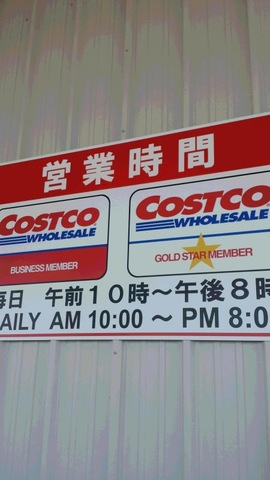 営業時間
COSTCO WHOLESALE
BUSINESS MEMBER
COSTCO WHOLESALE
GOLD STAR MEMBER
毎日 午前10時～午後8時
DAILY AM 10:00 ～ PM 8:0